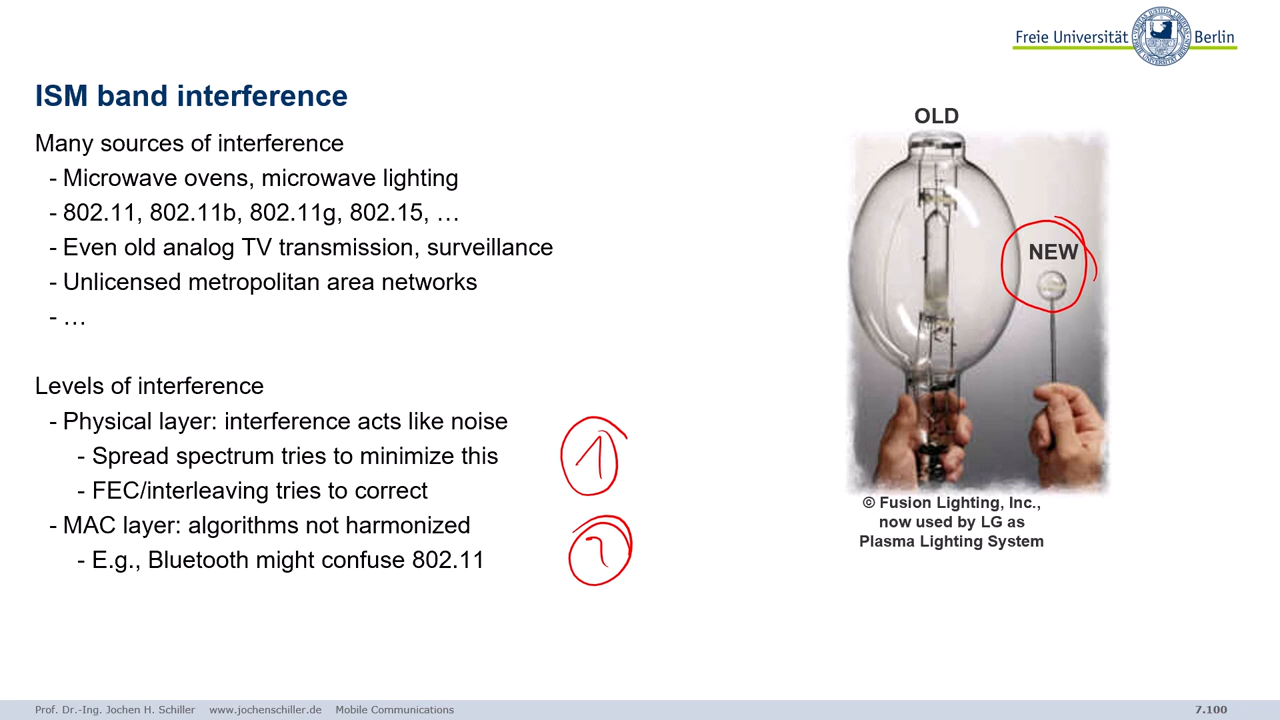 Freie Universität Berlin
ISM band interference
Many sources of interference
- Microwave ovens, microwave lighting
- 802.11, 802.11b, 802.11g, 802.15, …
- Even old analog TV transmission, surveillance
- Unlicensed metropolitan area networks
- …
Levels of interference
- Physical layer: interference acts like noise
- Spread spectrum tries to minimize this
- FEC/interleaving tries to correct
1
- MAC layer: algorithms not harmonized
- E.g., Bluetooth might confuse 802.11
OLD
NEW
© Fusion Lighting, Inc.,
now used by LG as
Plasma Lighting System
Prof. Dr.-Ing. Jochen H. Schiller www.jochenschiller.de Mobile Communications
7.100